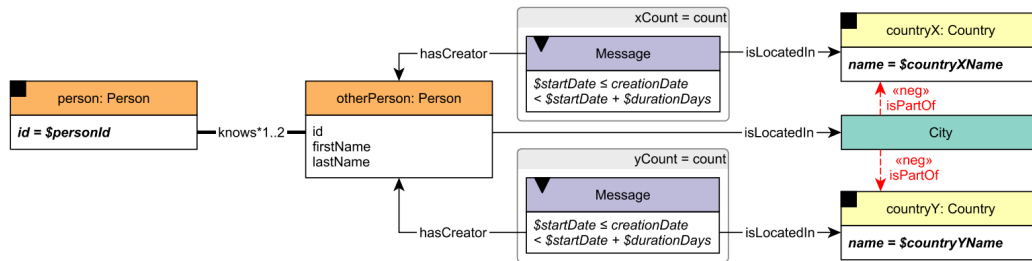 xCount = count
Message
$startDate ≤ creationDate
< $startDate + $durationDays
hasCreator
isLocatedIn
countryX: Country
name = $countryXName
person: Person
id = $personId
knows*1..2
otherPerson: Person
id
firstName
lastName
isLocatedIn
«neg»
isPartOf
City
«neg»
isPartOf
yCount = count
Message
$startDate ≤ creationDate
< $startDate + $durationDays
hasCreator
isLocatedIn
countryY: Country
name = $countryYName